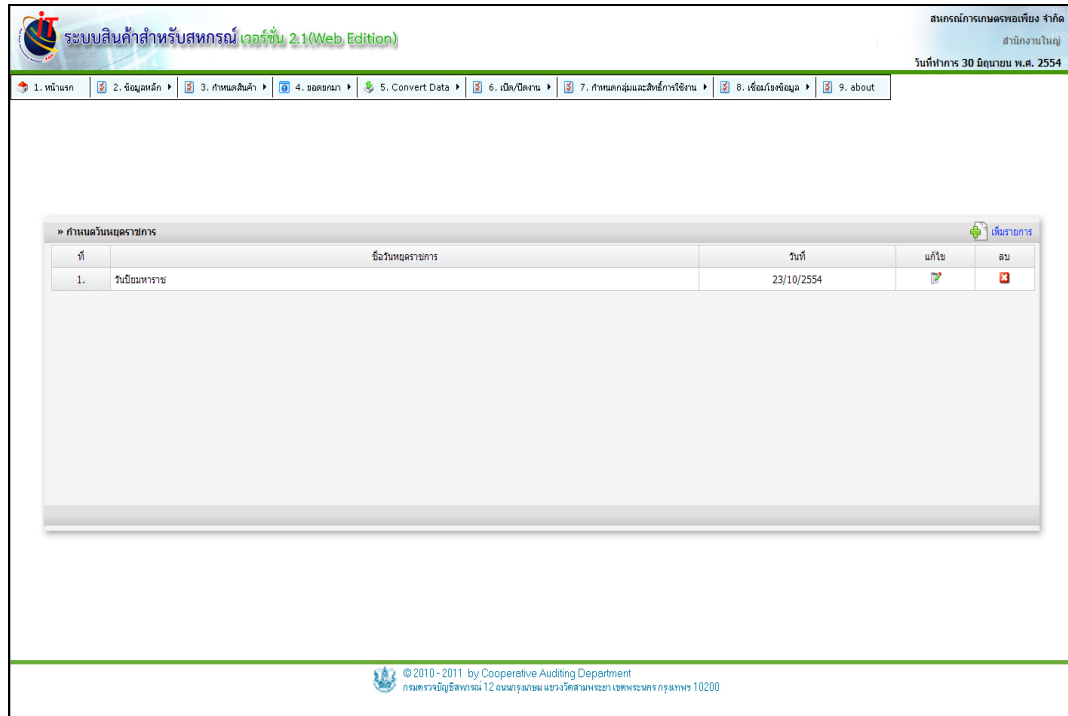 สหกรณ์การเกษตรพอเพียง จำกัด
ระบบสินค้าสำหรับสหกรณ์ เวอร์ชั่น 2.1(Web Edition)
สำนักงานใหญ่
วันที่ทำการ 30 มิถุนายน พ.ศ. 2554
1. หน้าแรก 2. ข้อมูลหลัก 3. กำหนดสินค้า 4. ยอดยกมา 5. Convert Data 6. เปิด/ปิดงาน 7. กำหนดกลุ่มและสิทธิ์การใช้งาน 8. เชื่อมโยงข้อมูล 9. about
» กำหนดวันหยุดราชการ เพิ่มรายการ
ที่ ชื่อวันหยุดราชการ วันที่ แก้ไข ลบ
1. วันปิยมหาราช 23/10/2554
© 2010 - 2011 by Cooperative Auditing Department
กรมตรวจบัญชีสหกรณ์ 12 ถนนกรุงเกษม แขวงวัดสามพระยา เขตพระนคร กรุงเทพฯ 10200